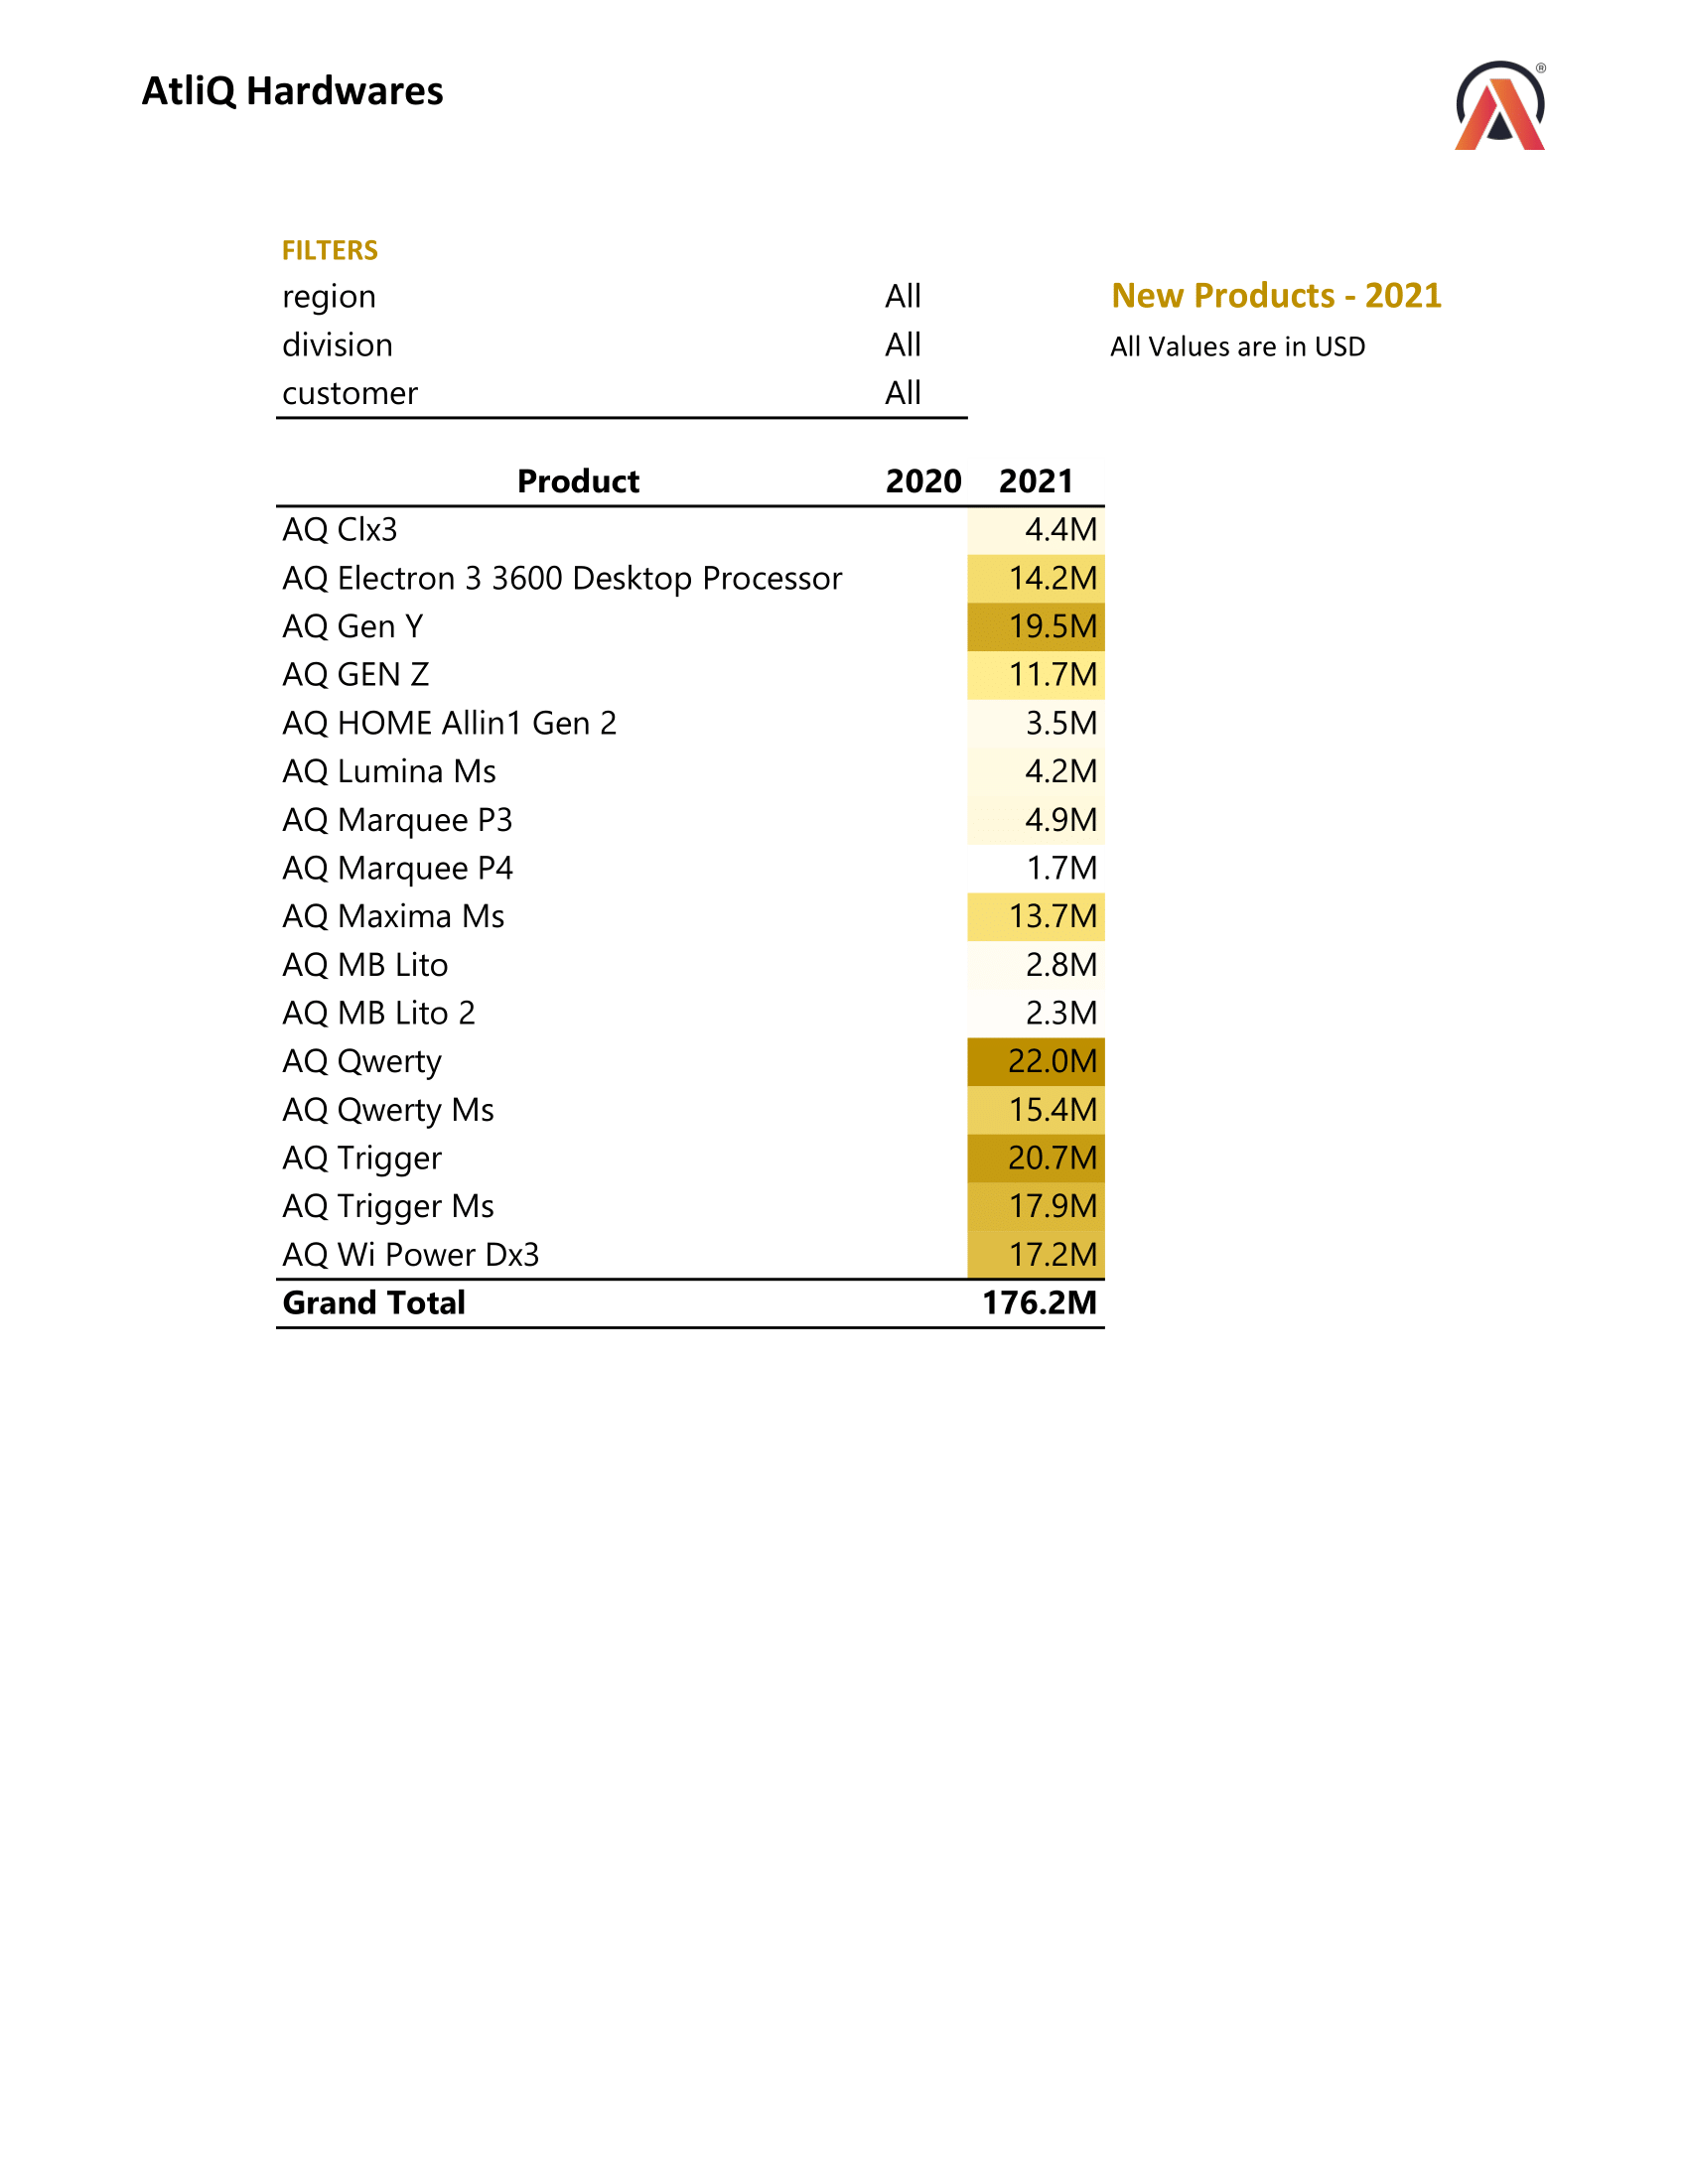 AtliQ Hardwares
®
FILTERS
region All New Products - 2021
division All All Values are in USD
customer All
Product 2020 2021
AQ Clx3 4.4M
AQ Electron 3 3600 Desktop Processor 14.2M
AQ Gen Y 19.5M
AQ GEN Z 11.7M
AQ HOME Allin1 Gen 2 3.5M
AQ Lumina Ms 4.2M
AQ Marquee P3 4.9M
AQ Marquee P4 1.7M
AQ Maxima Ms 13.7M
AQ MB Lito 2.8M
AQ MB Lito 2 2.3M
AQ Qwerty 22.0M
AQ Qwerty Ms 15.4M
AQ Trigger 20.7M
AQ Trigger Ms 17.9M
AQ Wi Power Dx3 17.2M
Grand Total 176.2M